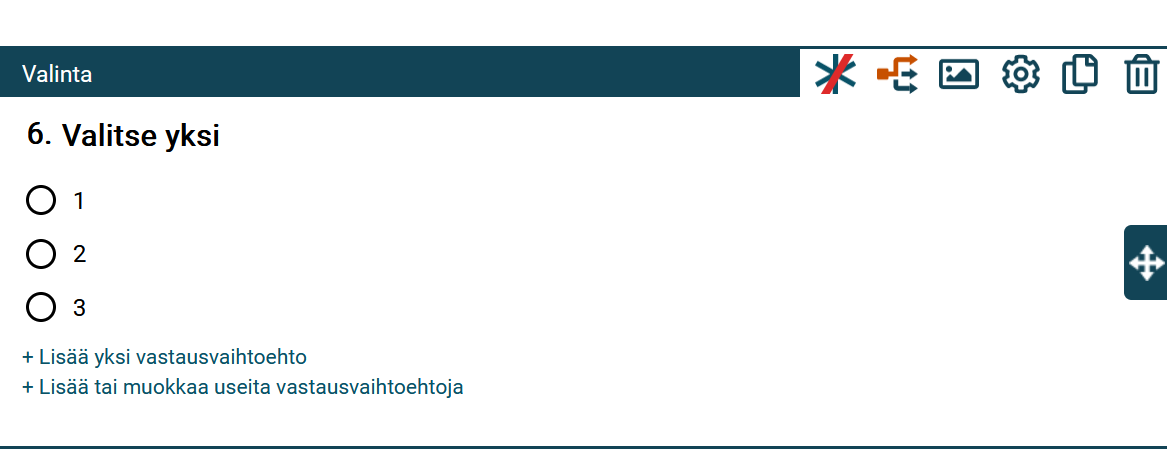 Valinta
6. Valitse yksi
1
2
3
+ Lisää yksi vastausvaihtoehto
+ Lisää tai muokkaa useita vastausvaihtoehtoja